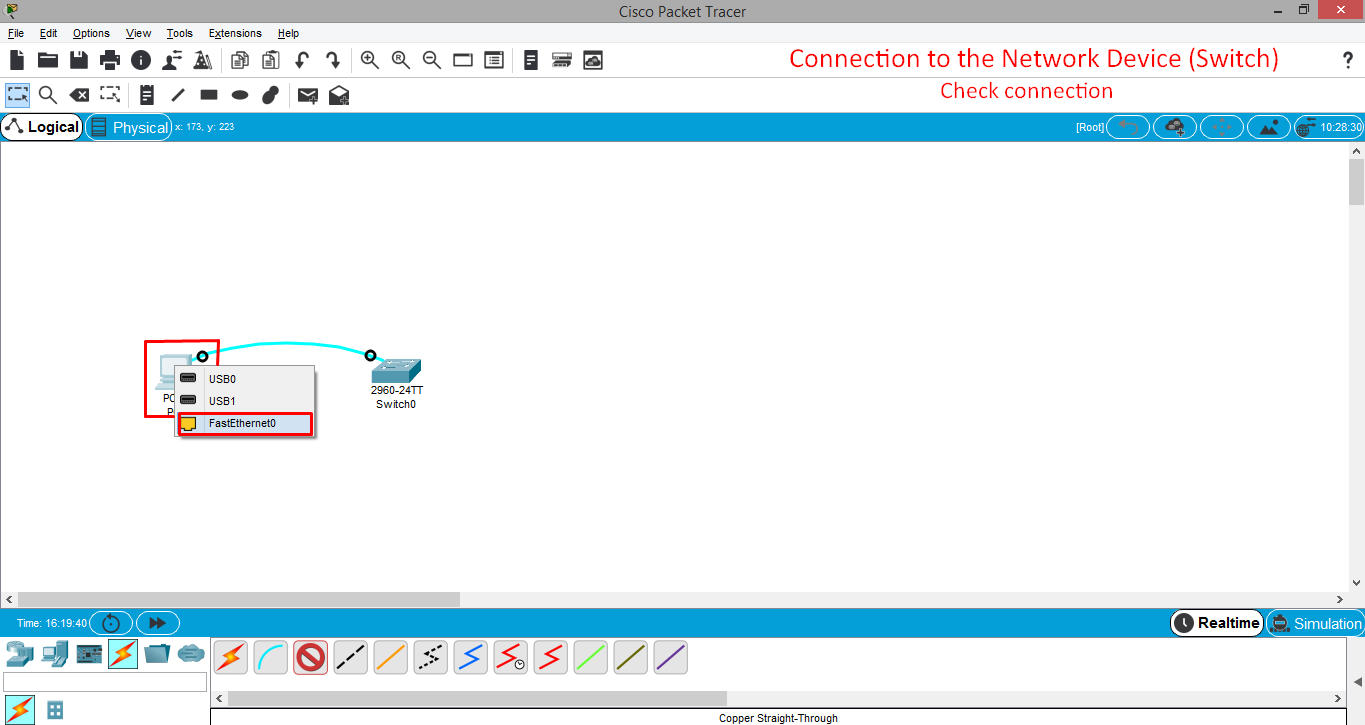 Cisco Packet Tracer
File Edit Options View Tools Extensions Help
Connection to the Network Device (Switch)
?
Check connection
Logical
Physical
x: 173, y: 223
[Root]
10:28:30
USB0
USB1
FastEthernet0
PC
P
2960-24TT
Switch0
Time: 16:19:40
Realtime
Simulation
Copper Straight-Through